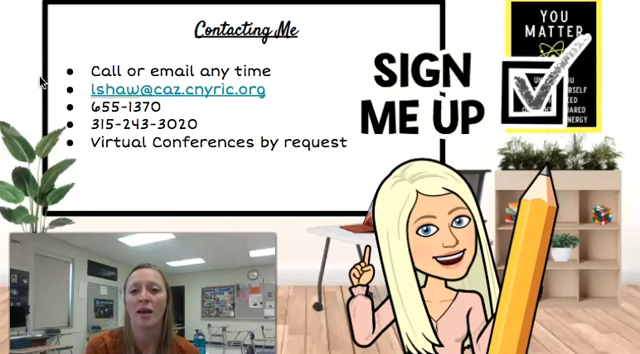 Contacting Me
Call or email any time
lshaw@caz.cnyric.org
655-1370
315-243-3020
Virtual Conferences by request
SIGN
ME UP
YOU
MATTER